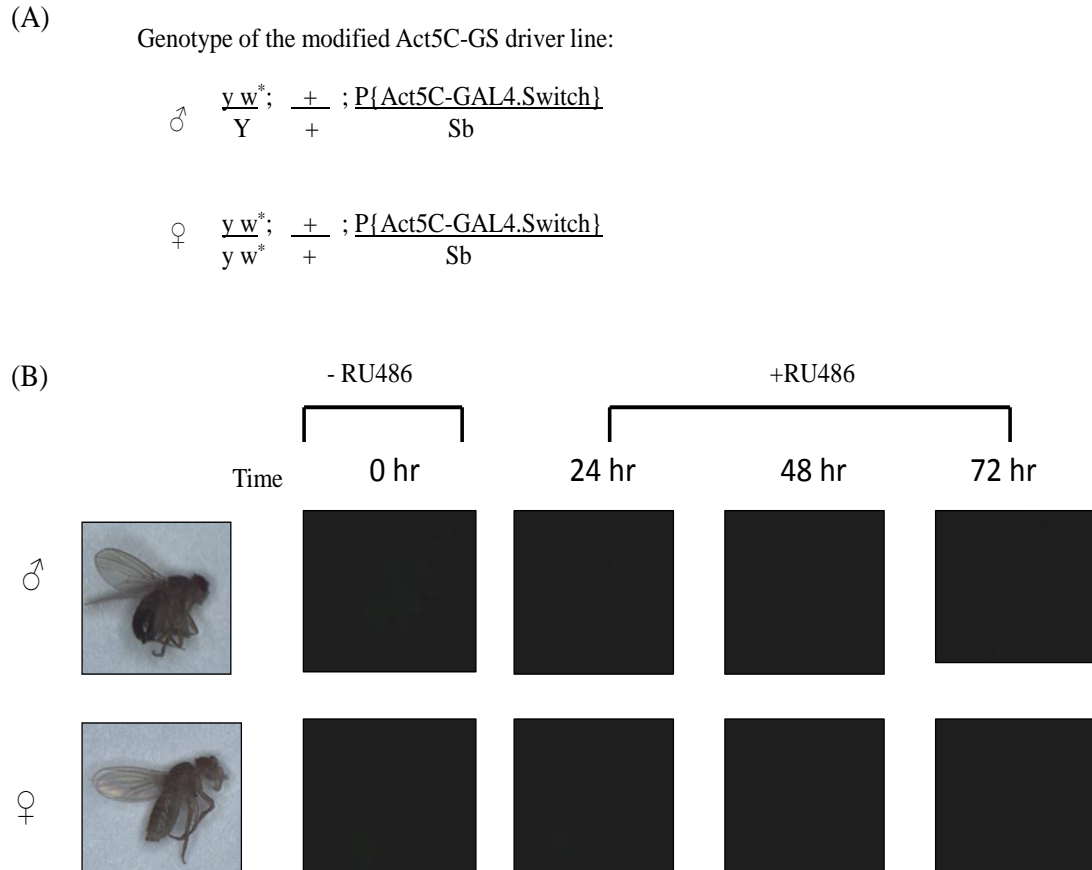 (A)
Genotype of the modified Act5C-GS driver line:
♂ y w*; + ; P{Act5C-GAL4.Switch}
Y + Sb
♀ y w*; + ; P{Act5C-GAL4.Switch}
y w* + Sb
(B)
- RU486 +RU486
Time 0 hr 24 hr 48 hr 72 hr
♂
♀